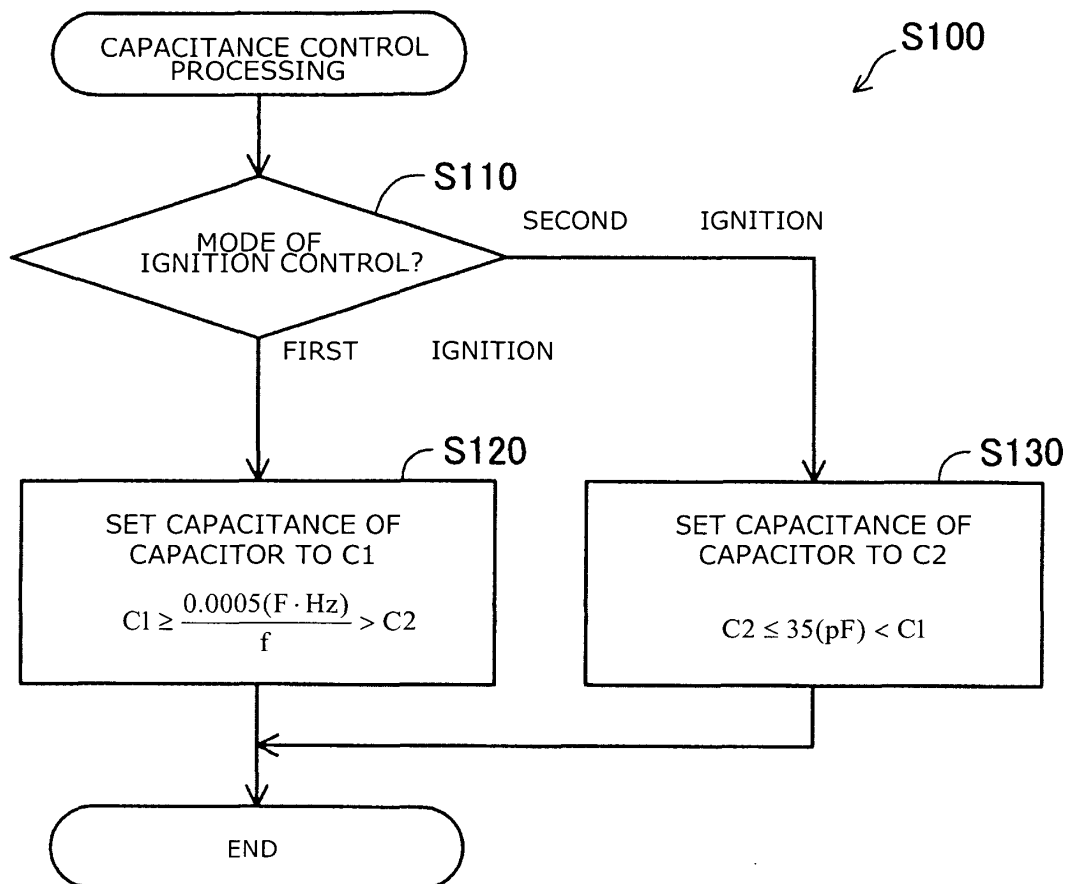 CAPACITANCE CONTROL
PROCESSING
S100
S110
MODE OF
IGNITION CONTROL?
SECOND IGNITION
FIRST IGNITION
S120
SET CAPACITANCE OF
CAPACITOR TO C1
C1 ≥ 0.0005(F · Hz) / f > C2
S130
SET CAPACITANCE OF
CAPACITOR TO C2
C2 ≤ 35(pF) < C1
END